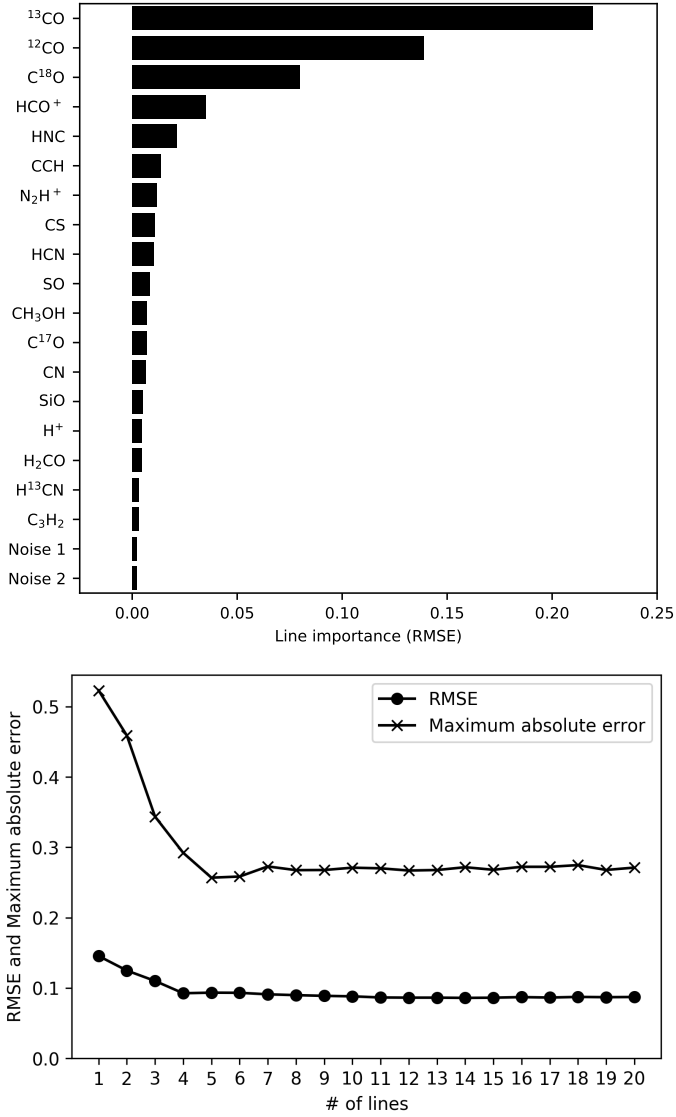 ¹³CO
¹²CO
C¹⁸O
HCO⁺
HNC
CCH
N₂H⁺
CS
HCN
SO
CH₃OH
C¹⁷O
CN
SiO
H⁺
H₂CO
H¹³CN
C₃H₂
Noise 1
Noise 2
0.00 0.05 0.10 0.15 0.20 0.25
Line importance (RMSE)
RMSE
Maximum absolute error
RMSE and Maximum absolute error
0.5
0.4
0.3
0.2
0.1
0.0
1 2 3 4 5 6 7 8 9 10 11 12 13 14 15 16 17 18 19 20
# of lines